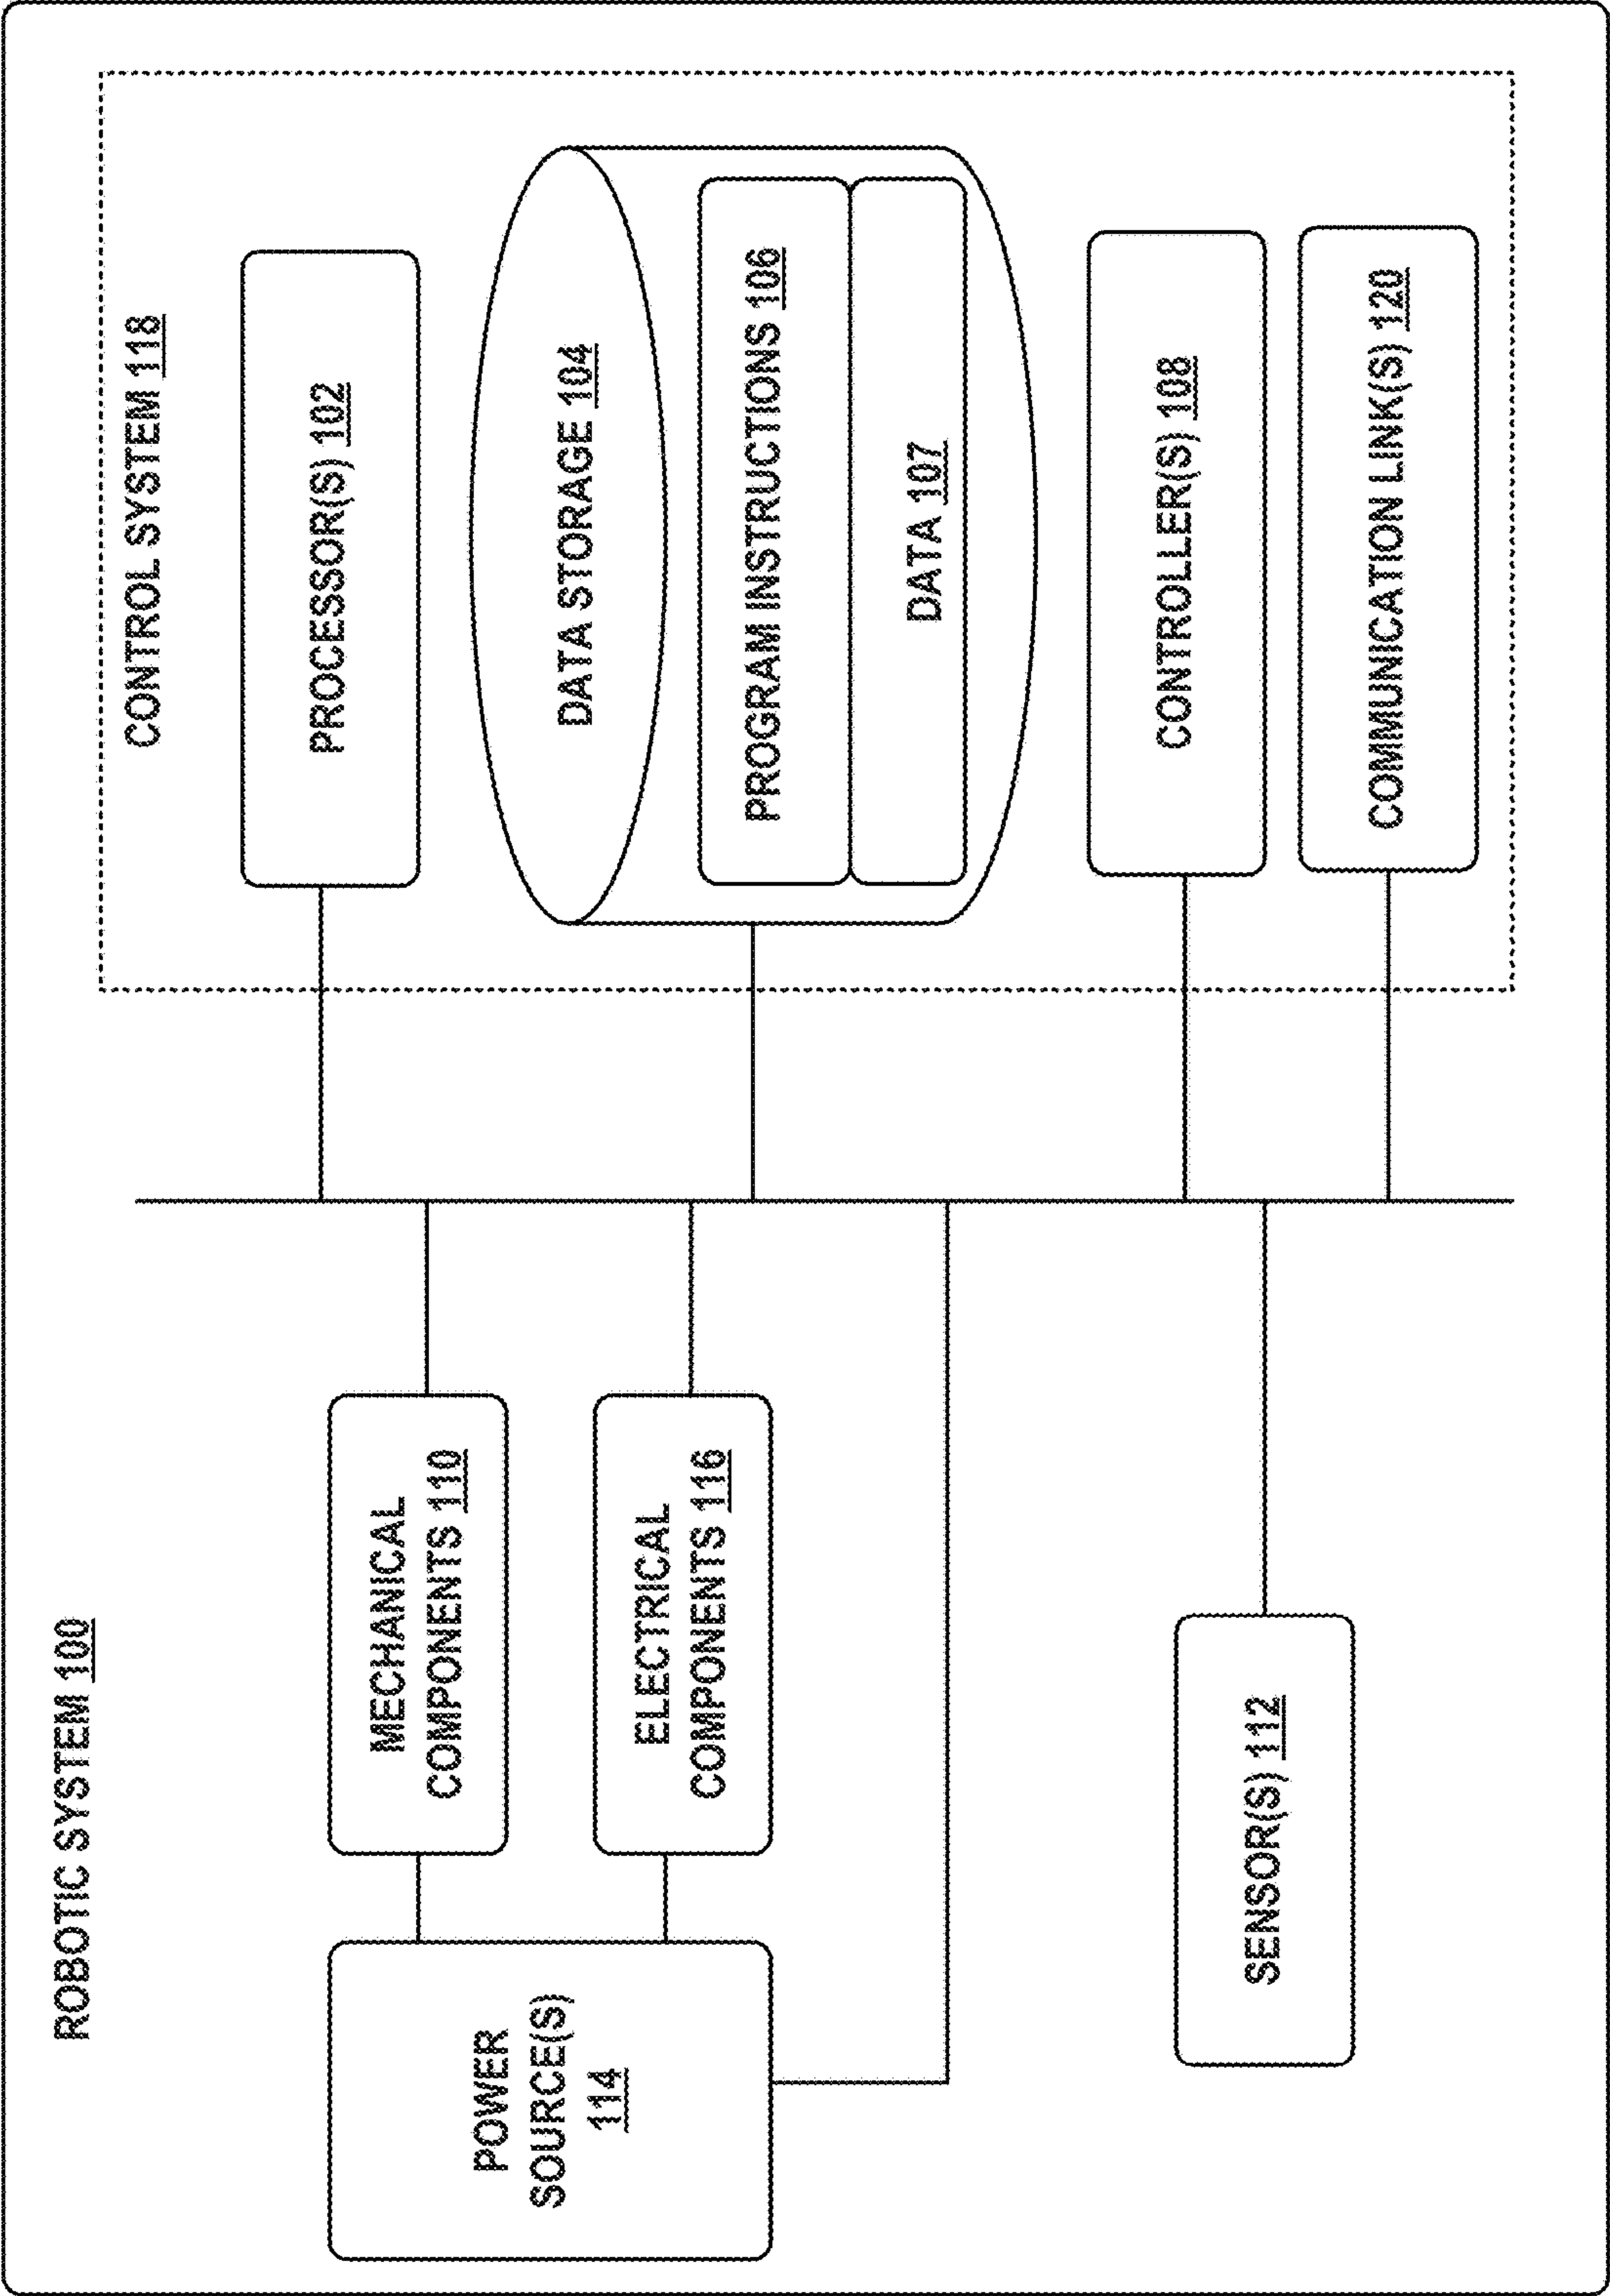 ROBOTIC SYSTEM 100
POWER
SOURCE(S)
114
MECHANICAL
COMPONENTS 110
ELECTRICAL
COMPONENTS 116
SENSOR(S) 112
CONTROL SYSTEM 118
PROCESSOR(S) 102
DATA STORAGE 104
PROGRAM INSTRUCTIONS 106
DATA 107
CONTROLLER(S) 108
COMMUNICATION LINK(S) 120